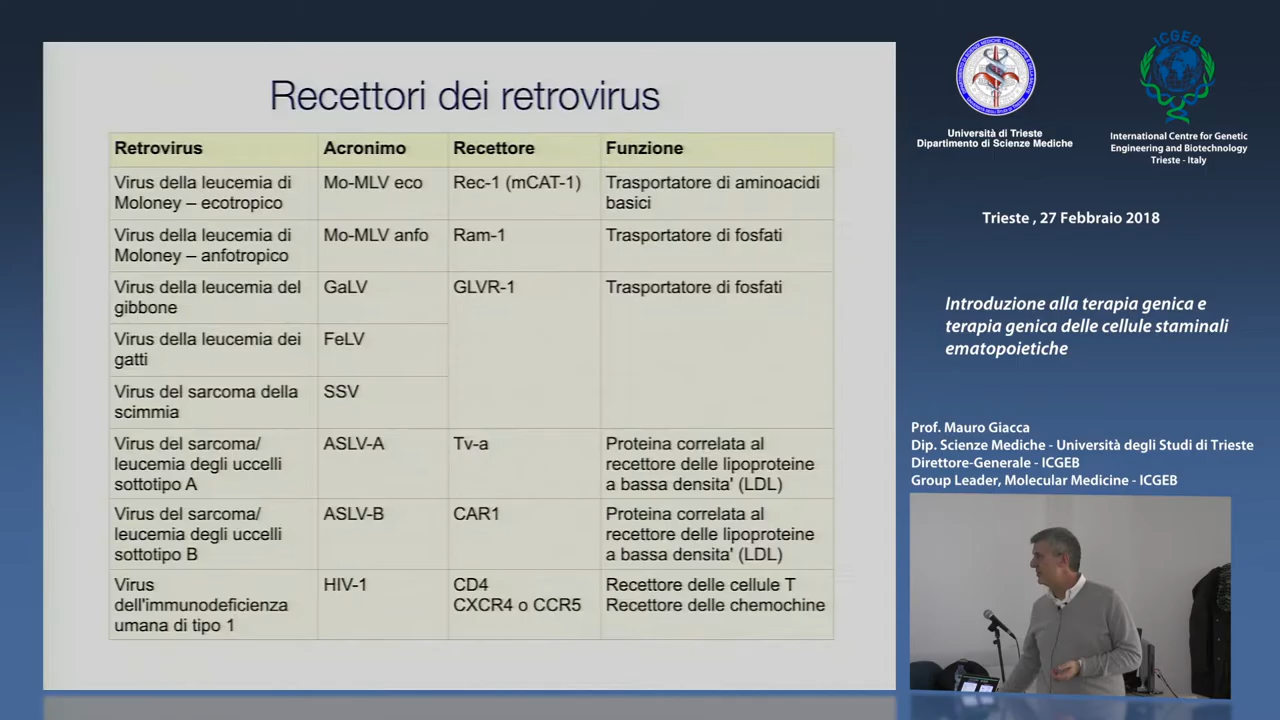 Recettori dei retrovirus
Retrovirus Acronimo Recettore Funzione
Virus della leucemia di Moloney – ecotropico Mo-MLV eco Rec-1 (mCAT-1) Trasportatore di aminoacidi basici
Virus della leucemia di Moloney – anfotropico Mo-MLV anfo Ram-1 Trasportatore di fosfati
Virus della leucemia del gibbone GaLV GLVR-1 Trasportatore di fosfati
Virus della leucemia dei gatti FeLV
Virus del sarcoma della scimmia SSV
Virus del sarcoma/ leucemia degli uccelli sottotipo A ASLV-A Tv-a Proteina correlata al recettore delle lipoproteine a bassa densita' (LDL)
Virus del sarcoma/ leucemia degli uccelli sottotipo B ASLV-B CAR1 Proteina correlata al recettore delle lipoproteine a bassa densita' (LDL)
Virus dell'immunodeficienza umana di tipo 1 HIV-1 CD4 CXCR4 o CCR5 Recettore delle cellule T Recettore delle chemochine
ICGEB
Università di Trieste
Dipartimento di Scienze Mediche
International Centre for Genetic
Engineering and Biotechnology
Trieste - Italy
Trieste , 27 Febbraio 2018
Introduzione alla terapia genica e
terapia genica delle cellule staminali
ematopoietiche
Prof. Mauro Giacca
Dip. Scienze Mediche - Università degli Studi di Trieste
Direttore-Generale - ICGEB
Group Leader, Molecular Medicine - ICGEB